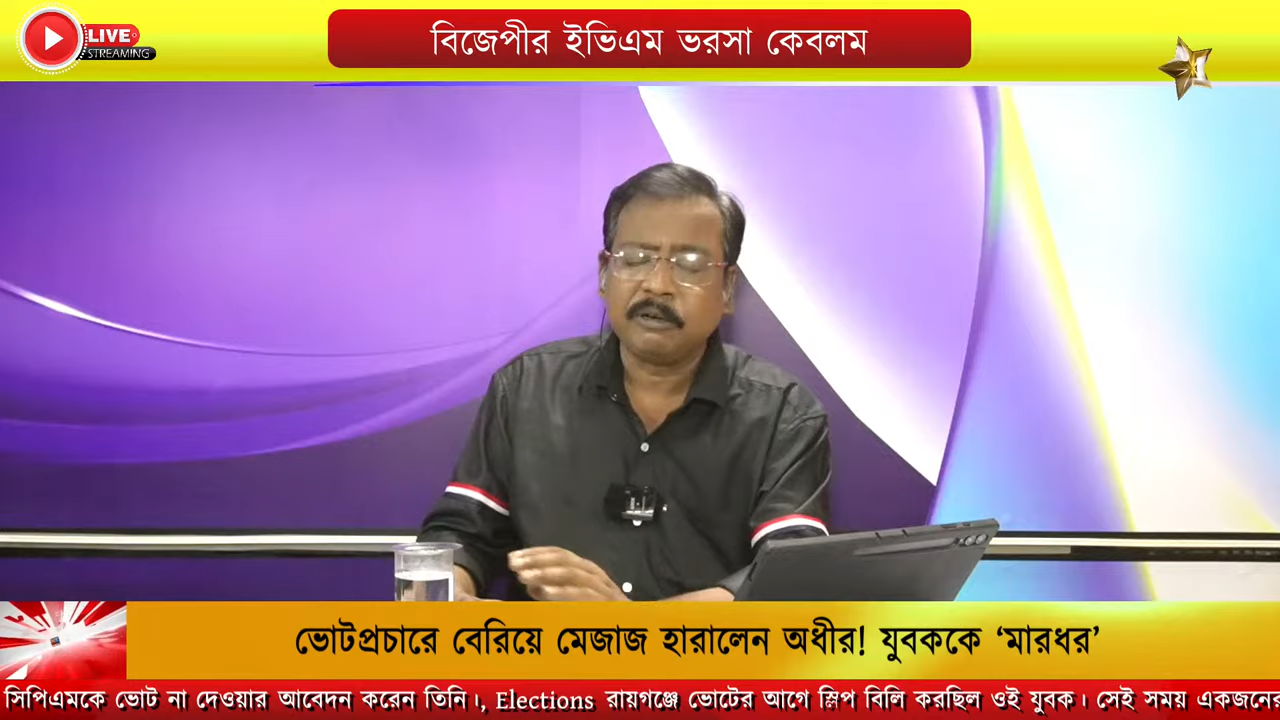 LIVE
STREAMING
বিজেপীর ইভিএম ভরসা কেবলম
ভোটপ্রচারে বেরিয়ে মেজাজ হারালেন অধীর! যুবককে ‘মারধর’
সিপিএমকে ভোট না দেওয়ার আবেদন করেন তিনি।, Elections রায়গঞ্জে ভোটের আগে স্লিপ বিলি করছিল ওই যুবক। সেই সময় একজনের